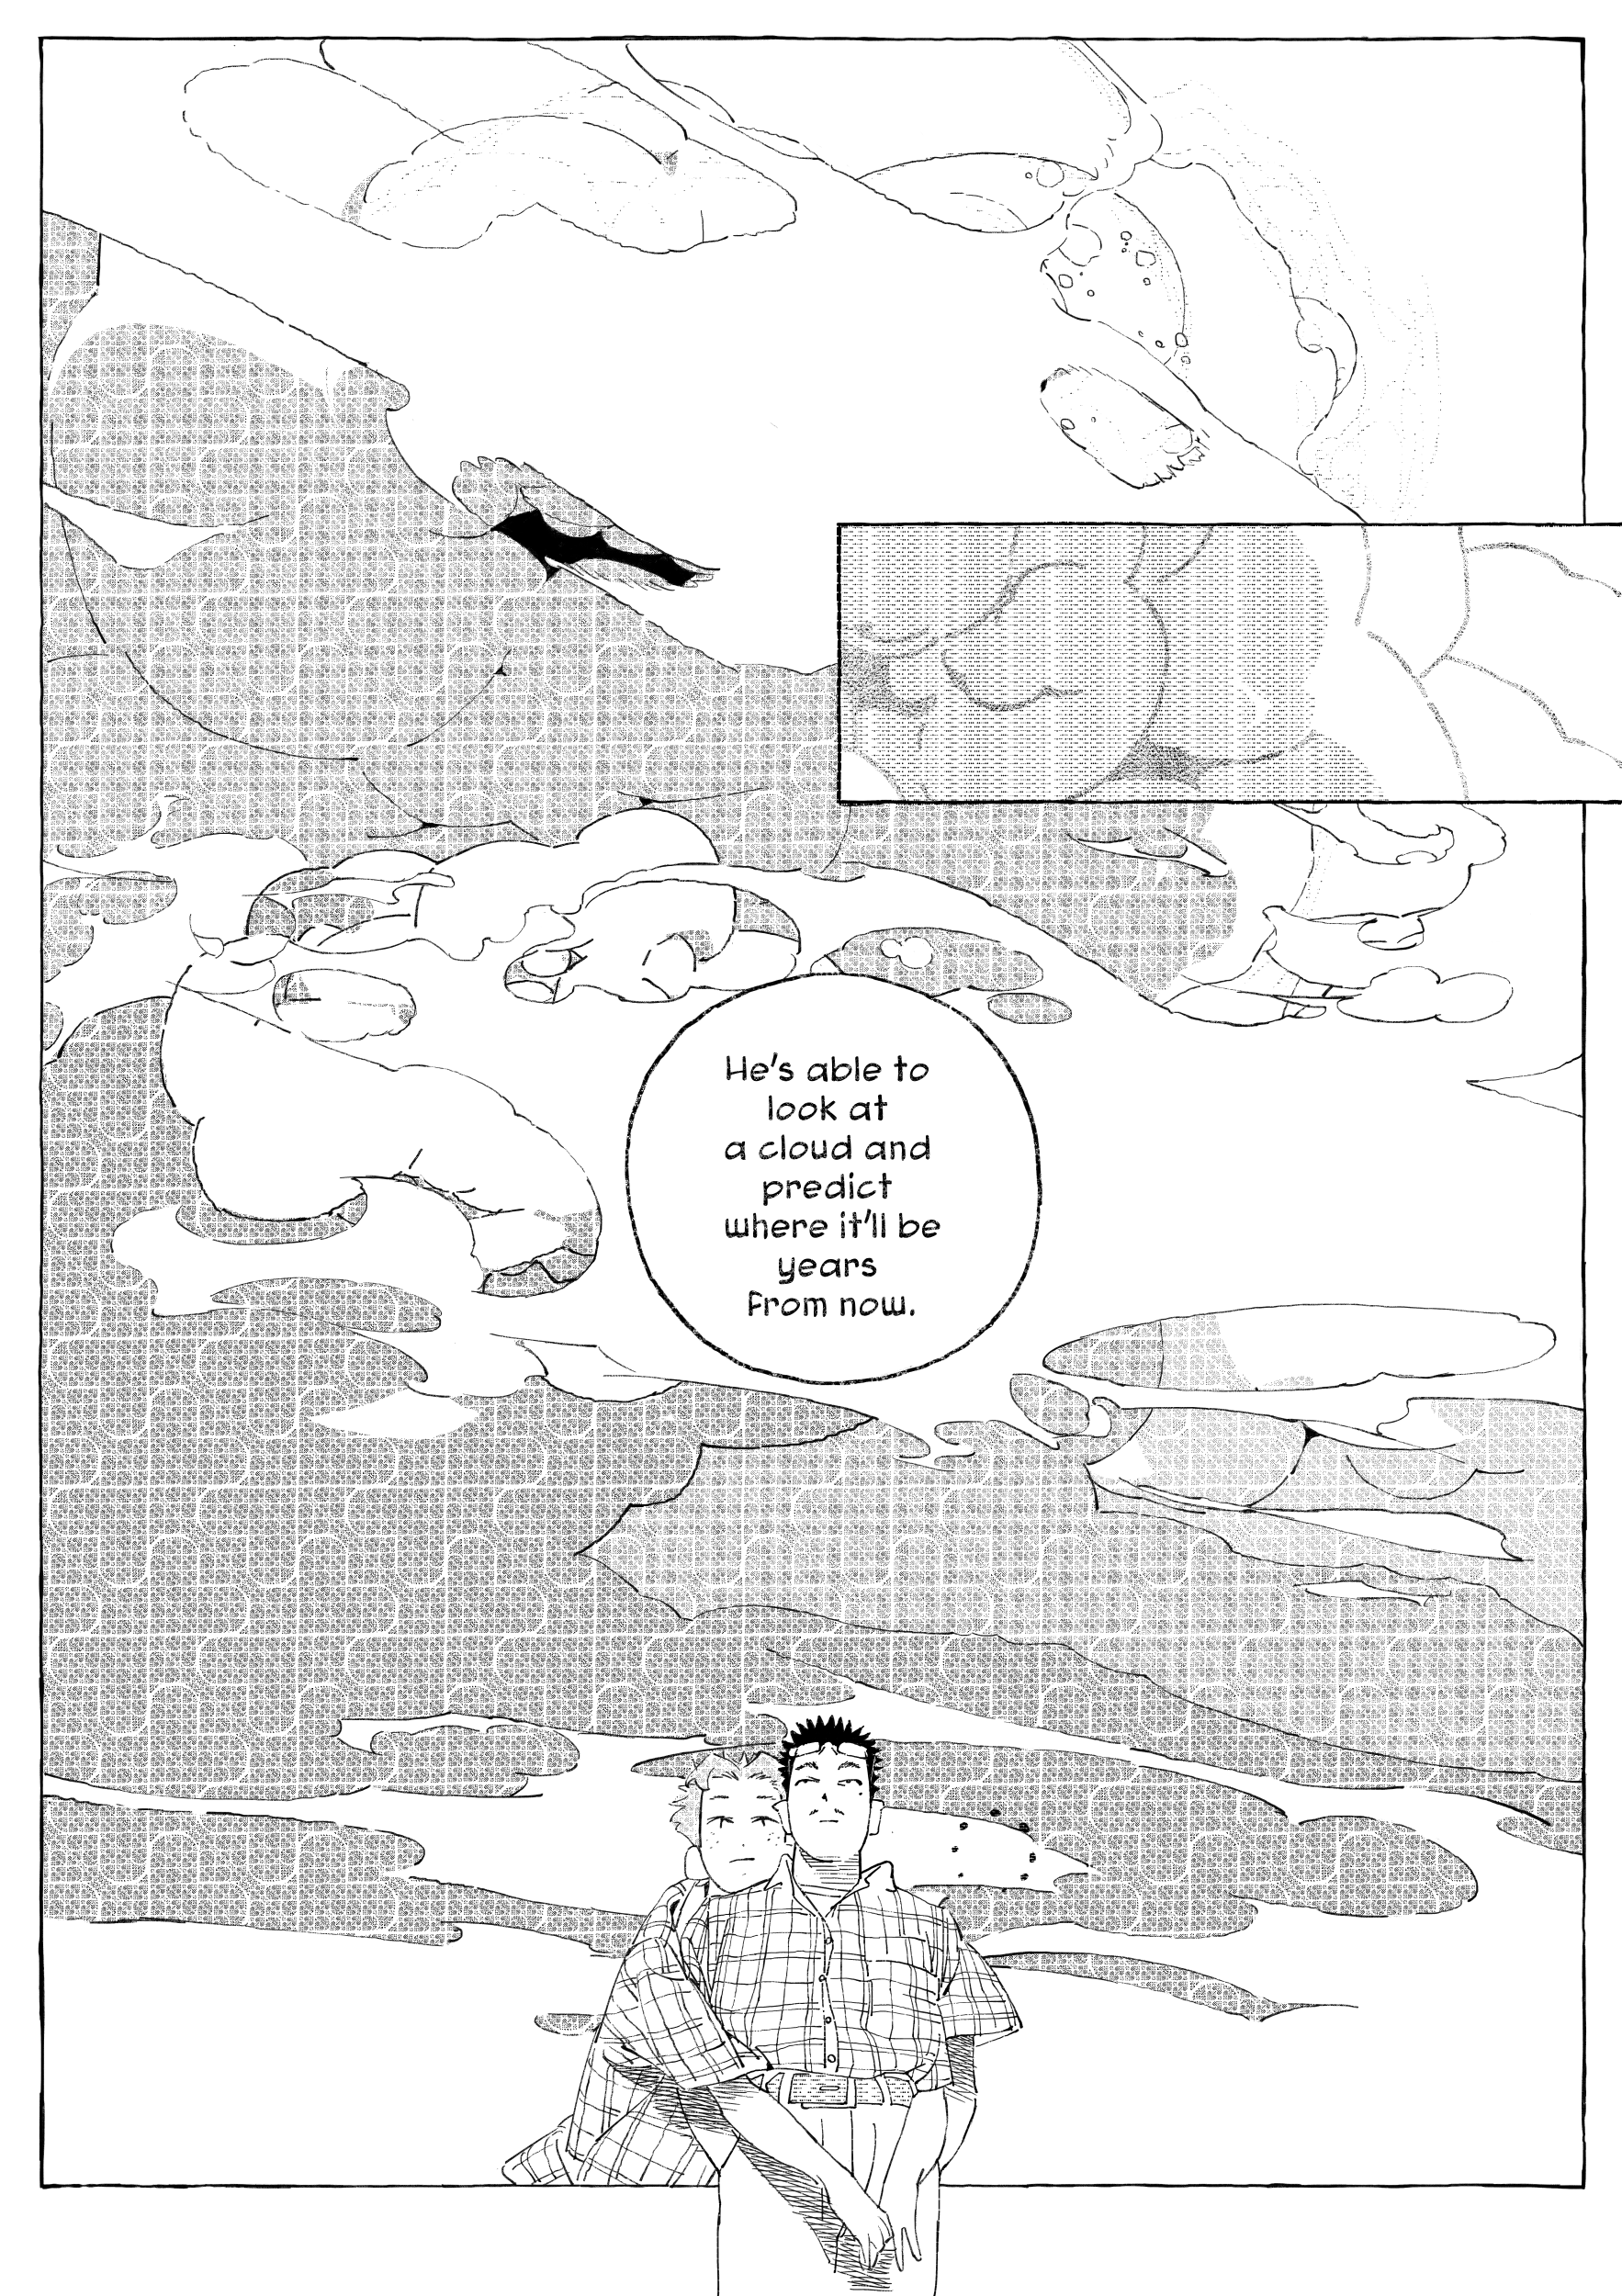 He's able to
look at
a cloud and
predict
where it'll be
years
from now.